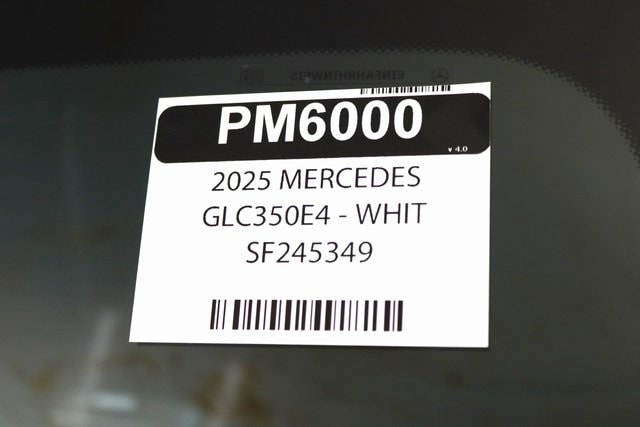 PM6000
v 4.0
2025 MERCEDES
GLC350E4 - WHIT
SF245349